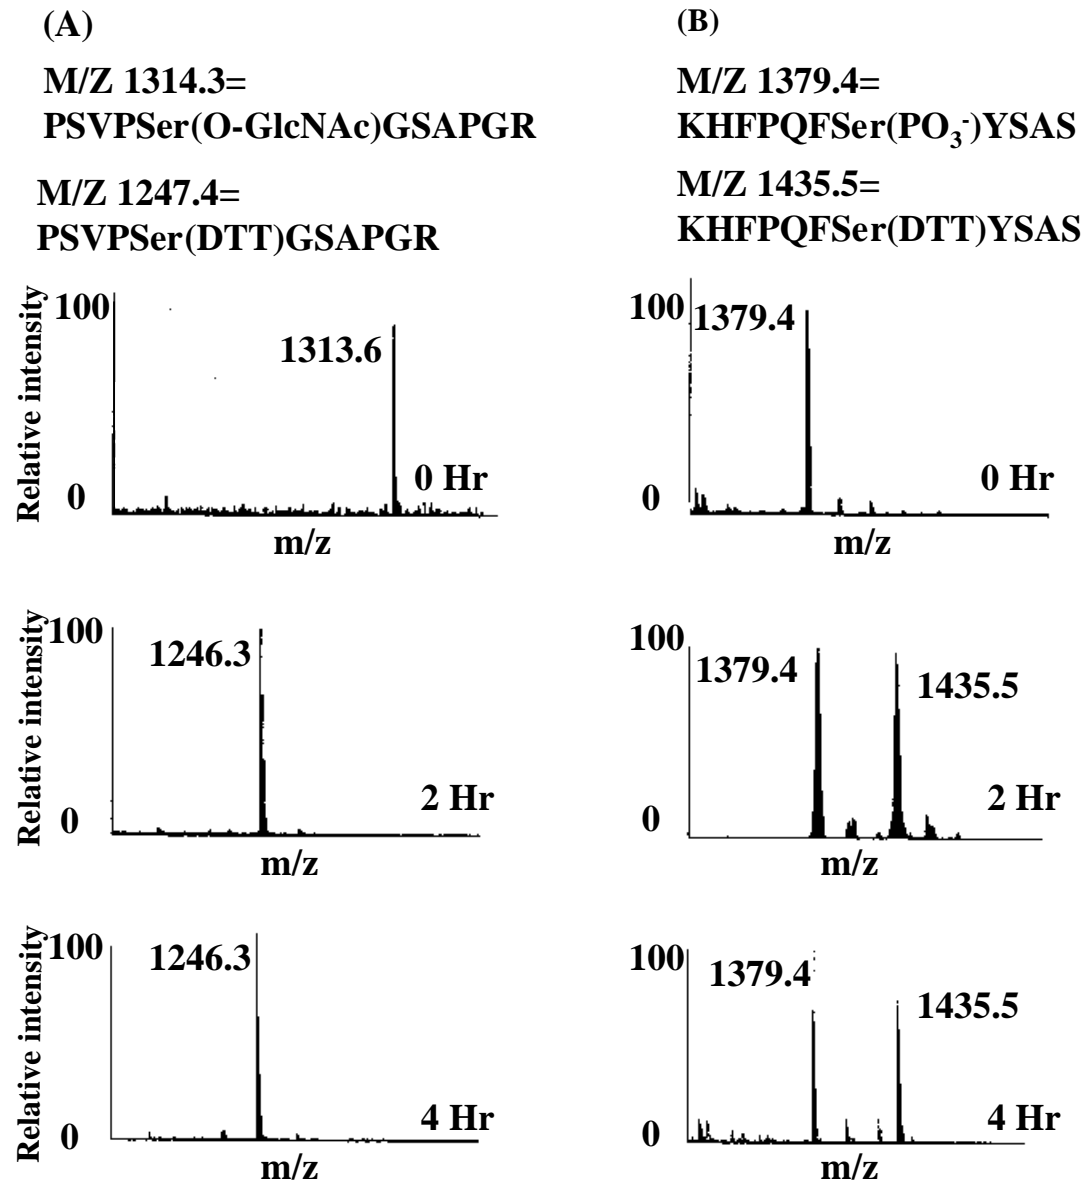 (A)
M/Z 1314.3=
PSVPSer(O-GlcNAc)GSAPGR
M/Z 1247.4=
PSVPSer(DTT)GSAPGR
Relative intensity
100
1313.6
0 Hr
0
m/z
Relative intensity
100
1246.3
2 Hr
0
m/z
Relative intensity
100
1246.3
4 Hr
0
m/z
(B)
M/Z 1379.4=
KHFPQFSer(PO₃⁻)YSAS
M/Z 1435.5=
KHFPQFSer(DTT)YSAS
100
1379.4
0 Hr
0
m/z
100
1379.4
1435.5
2 Hr
0
m/z
100
1379.4
1435.5
4 Hr
0
m/z